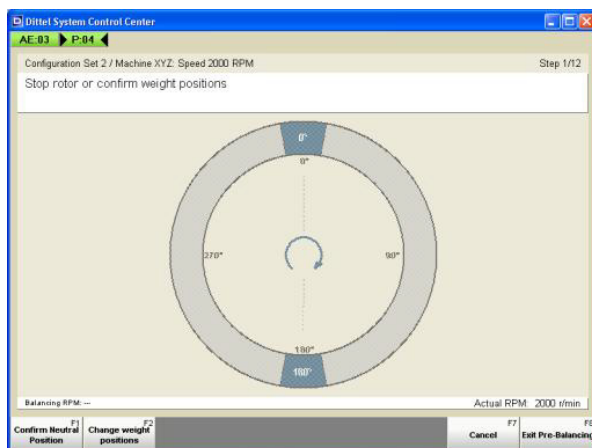 Dittel System Control Center
AE:03 P:04
Configuration Set 2 / Machine XYZ: Speed 2000 RPM Step 1/12
Stop rotor or confirm weight positions
0°
0°
270° 90°
180°
180°
Balancing RPM: --- Actual RPM: 2000 r/min
F1 F2 F7 F8
Confirm Neutral Position
Change weight positions
Cancel
Exit Pre-Balancing